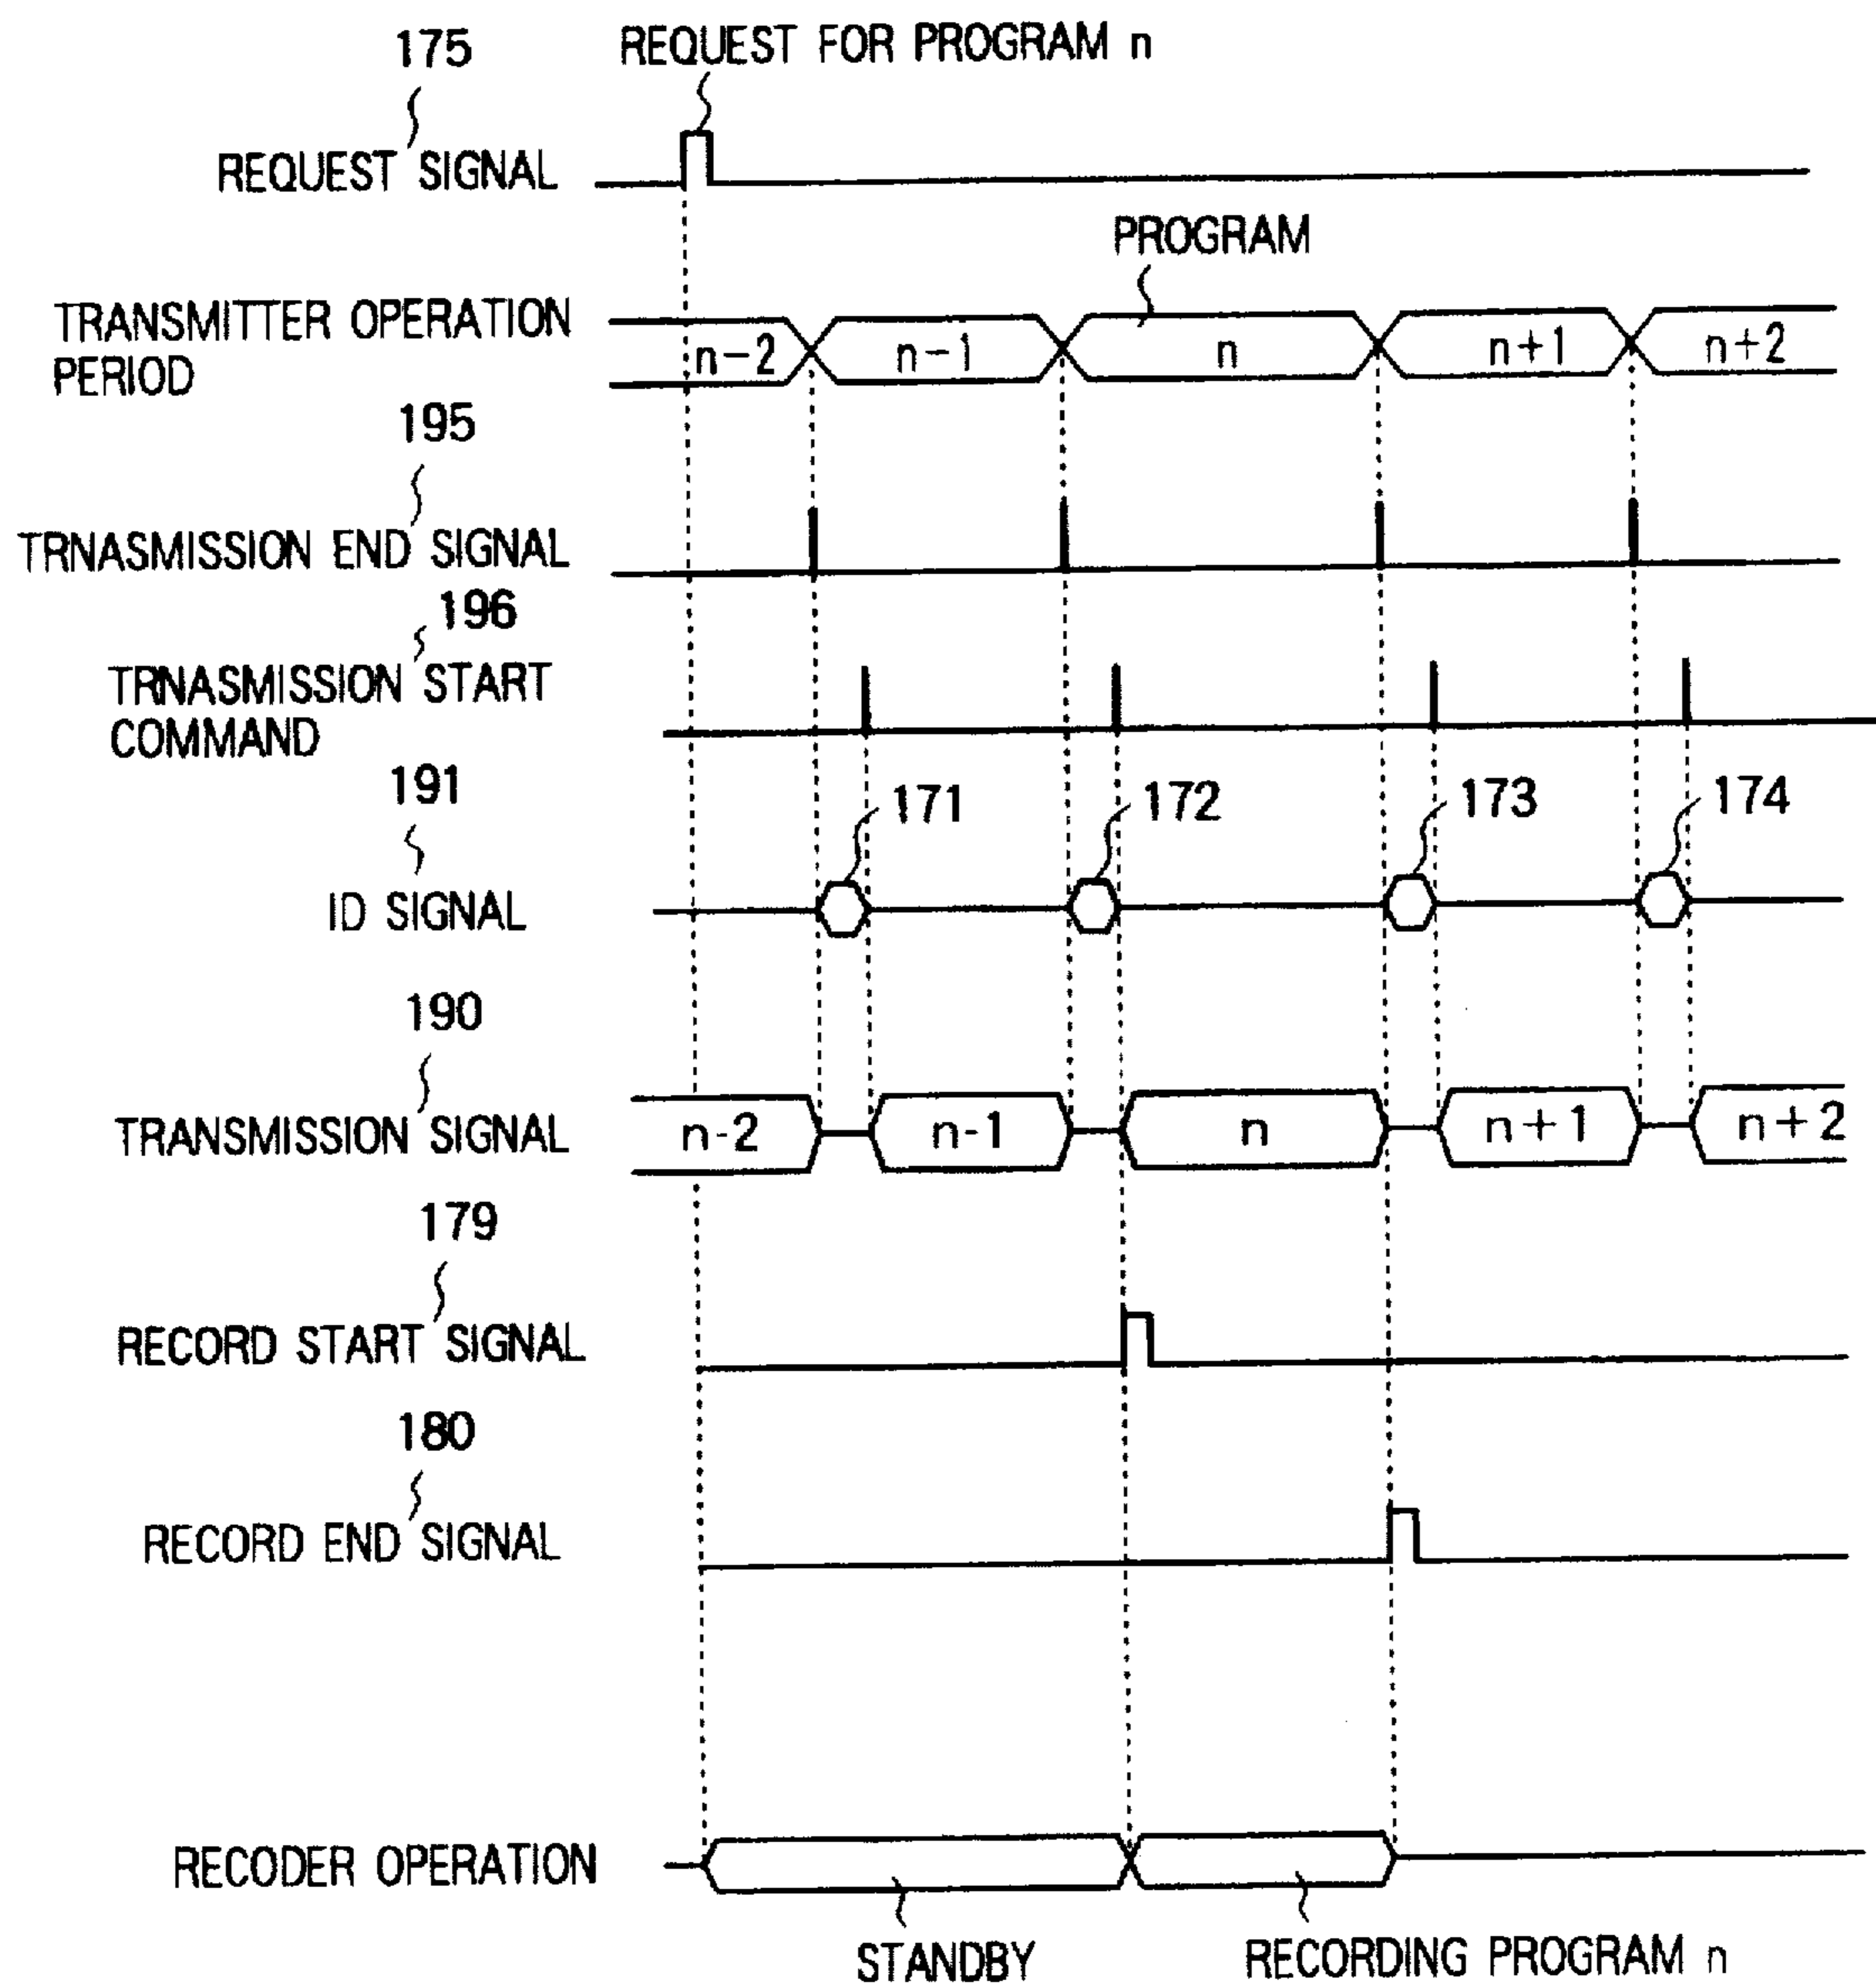 175
REQUEST FOR PROGRAM n
REQUEST SIGNAL
PROGRAM
TRANSMITTER OPERATION
PERIOD
n-2
n-1
n
n+1
n+2
195
TRNASMISSION END SIGNAL
196
TRNASMISSION START
COMMAND
191
171
172
173
174
ID SIGNAL
190
TRANSMISSION SIGNAL
n-2
n-1
n
n+1
n+2
179
RECORD START SIGNAL
180
RECORD END SIGNAL
RECODER OPERATION
STANDBY
RECORDING PROGRAM n